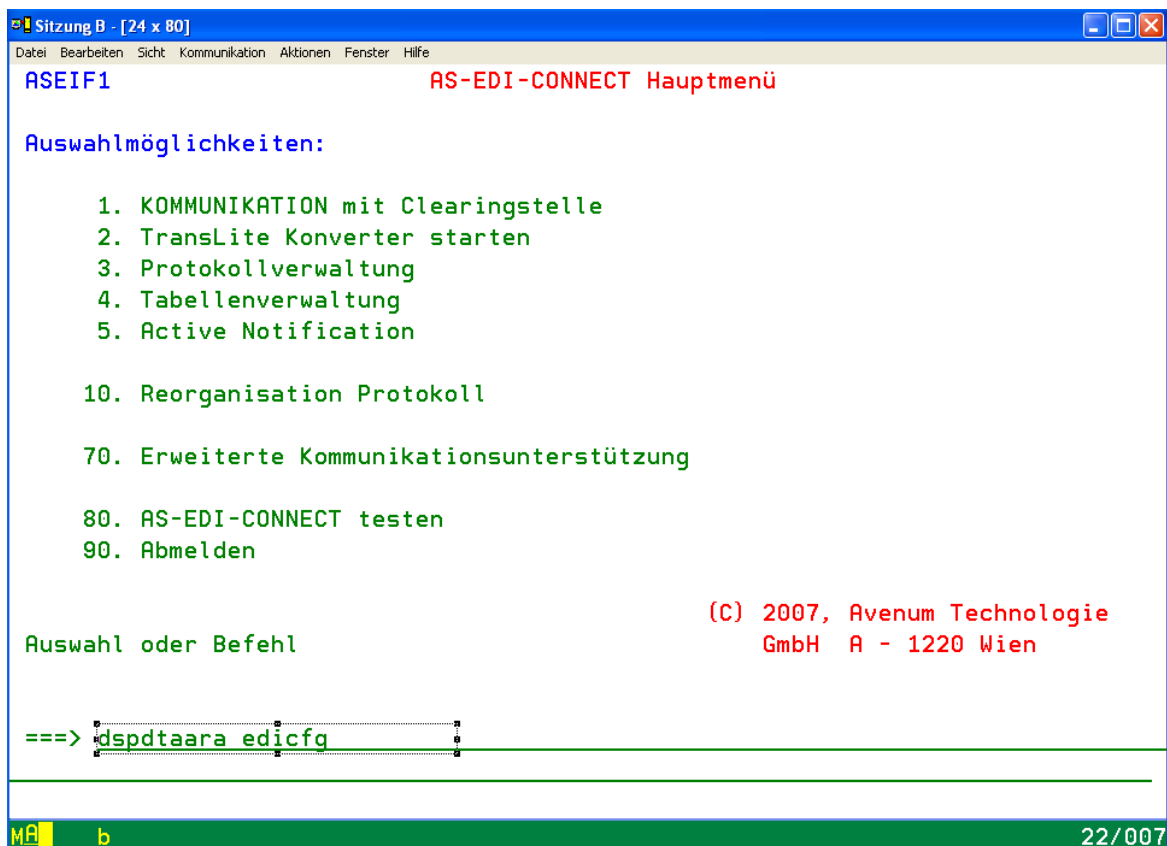 Sitzung B - [24 x 80]
Datei Bearbeiten Sicht Kommunikation Aktionen Fenster Hilfe
ASEIF1 AS-EDI-CONNECT Hauptmenü
Auswahlmöglichkeiten:
1. KOMMUNIKATION mit Clearingstelle
2. TransLite Konverter starten
3. Protokollverwaltung
4. Tabellenverwaltung
5. Active Notification
10. Reorganisation Protokoll
70. Erweiterte Kommunikationsunterstützung
80. AS-EDI-CONNECT testen
90. Abmelden
(C) 2007, Avenum Technologie
Auswahl oder Befehl GmbH A - 1220 Wien
===> dspdtaara edicfg
MA b 22/007